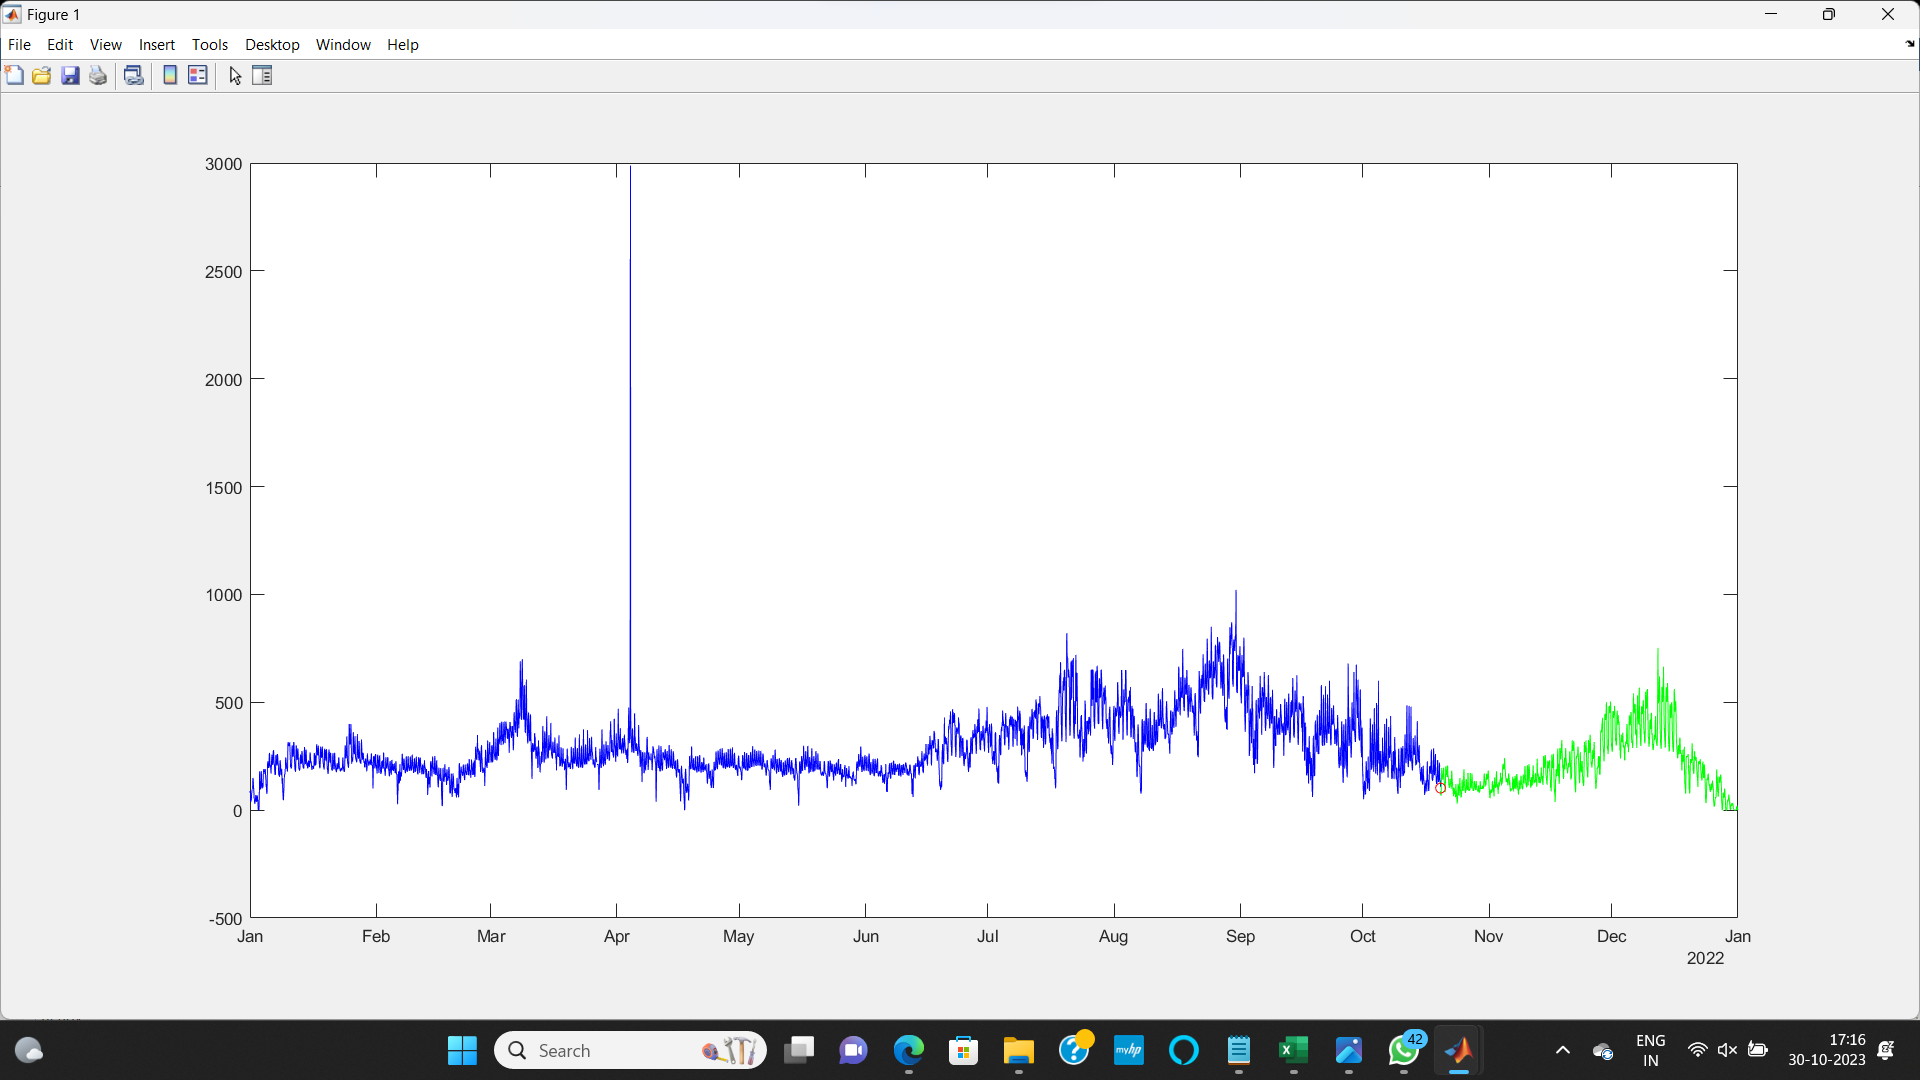 Figure 1
File Edit View Insert Tools Desktop Window Help
3000
2500
2000
1500
1000
500
0
-500
Jan Feb Mar Apr May Jun Jul Aug Sep Oct Nov Dec Jan
2022
Search
myhp
42
ENG
IN
17:16
30-10-2023